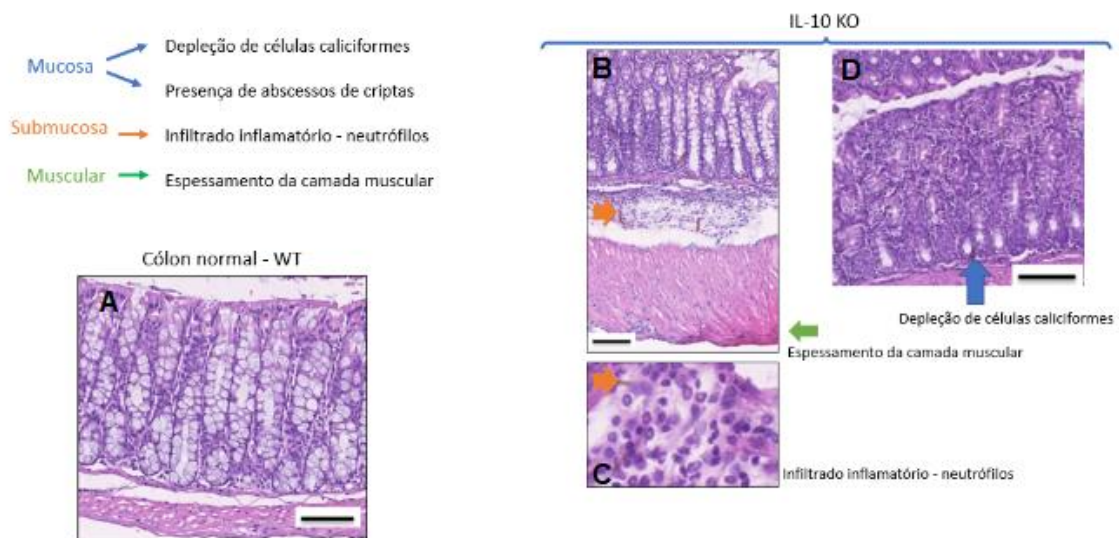 IL-10 KO
Mucosa
Depleção de células caliciformes
Presença de abscessos de criptas
Submucosa
Infiltrado inflamatório - neutrófilos
Muscular
Espessamento da camada muscular
Cólon normal - WT
A
B
D
Depleção de células caliciformes
Espessamento da camada muscular
C
Infiltrado inflamatório - neutrófilos